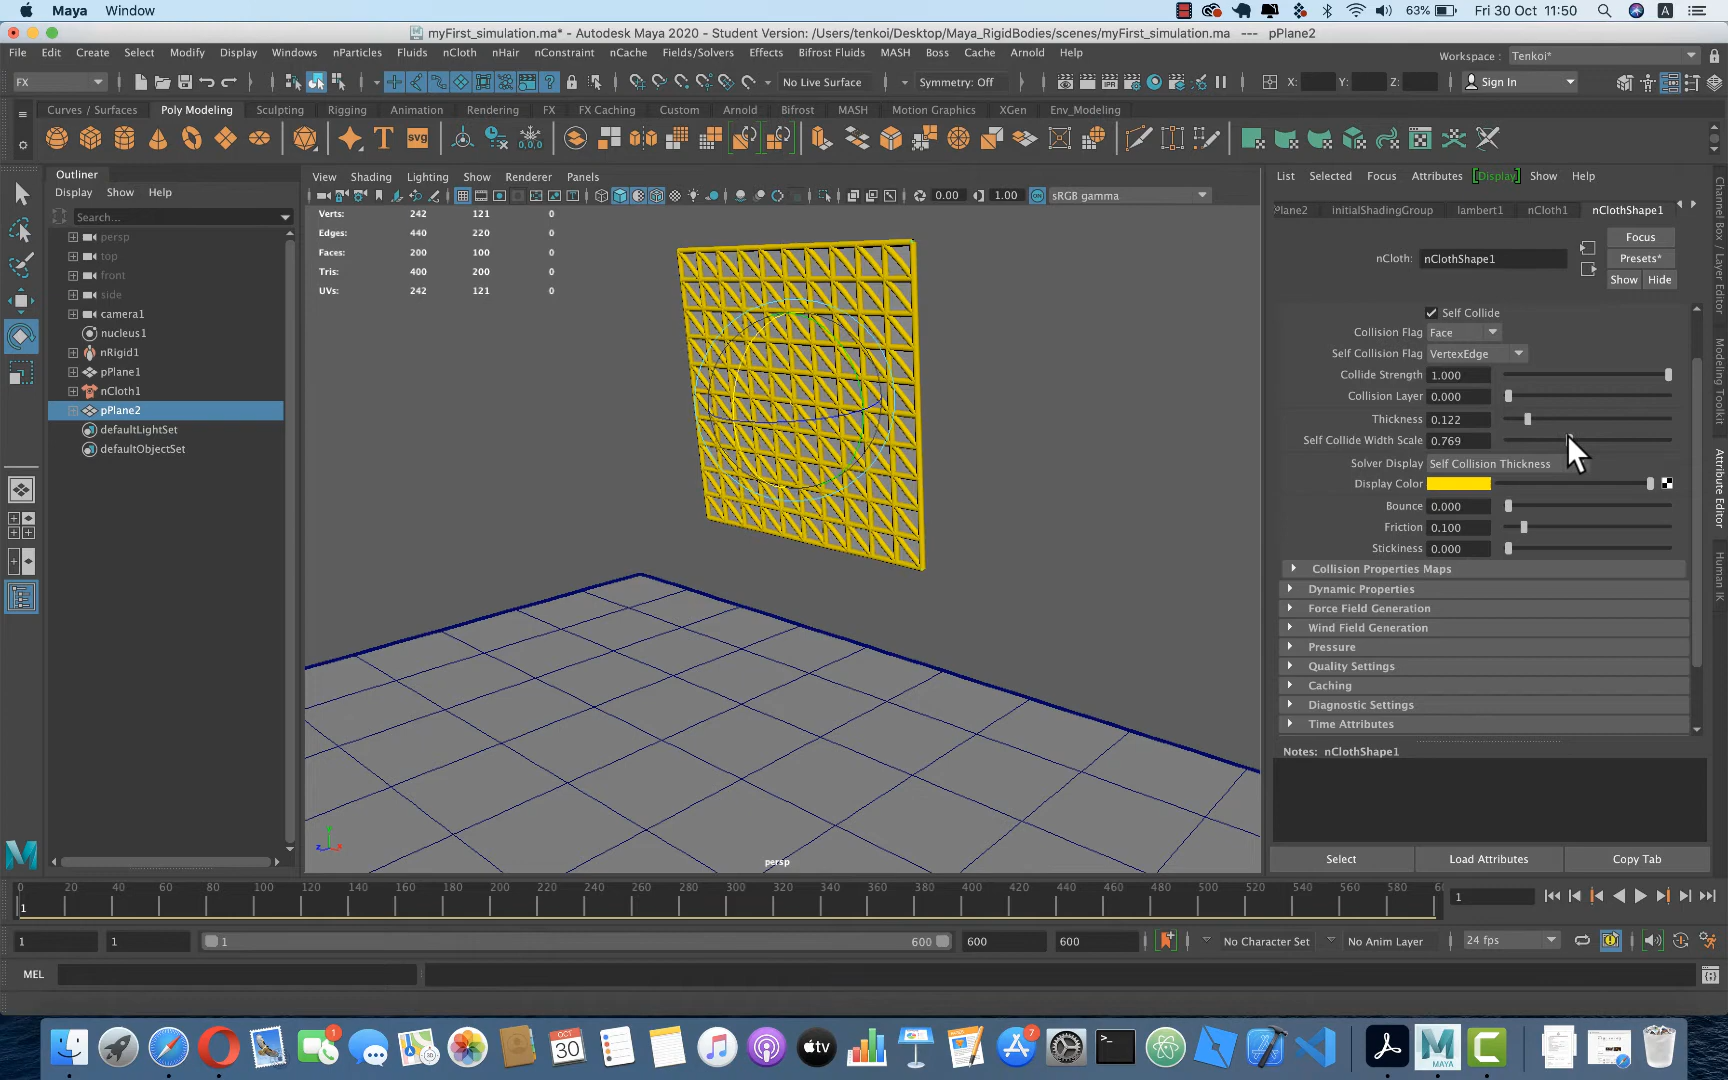 Maya Window
63% Fri 30 Oct 11:50
myFirst_simulation.ma* - Autodesk Maya 2020 - Student Version: /Users/tenkoi/Desktop/Maya_RigidBodies/scenes/myFirst_simulation.ma --- pPlane2
File Edit Create Select Modify Display Windows nParticles Fluids nCloth nHair nConstraint nCache Fields/Solvers Effects Bifrost Fluids MASH Boss Cache Arnold Help
Workspace : Tenkoi*
FX No Live Surface Symmetry: Off X: Y: Z: Sign In
Curves / Surfaces Poly Modeling Sculpting Rigging Animation Rendering FX FX Caching Custom Arnold Bifrost MASH Motion Graphics XGen Env_Modeling
Outliner
Display Show Help
Search...
persp
top
front
side
camera1
nucleus1
nRigid1
pPlane1
nCloth1
pPlane2
defaultLightSet
defaultObjectSet
View Shading Lighting Show Renderer Panels
0.00 1.00 sRGB gamma
Verts: 242 121 0
Edges: 440 220 0
Faces: 200 100 0
Tris: 400 200 0
UVs: 242 121 0
persp
List Selected Focus Attributes [Display] Show Help
Plane2 initialShadingGroup lambert1 nCloth1 nClothShape1
nCloth: nClothShape1
Focus
Presets*
Show Hide
Self Collide
Collision Flag Face
Self Collision Flag VertexEdge
Collide Strength 1.000
Collision Layer 0.000
Thickness 0.122
Self Collide Width Scale 0.769
Solver Display Self Collision Thickness
Display Color
Bounce 0.000
Friction 0.100
Stickiness 0.000
Collision Properties Maps
Dynamic Properties
Force Field Generation
Wind Field Generation
Pressure
Quality Settings
Caching
Diagnostic Settings
Time Attributes
Notes: nClothShape1
Select Load Attributes Copy Tab
Channel Box / Layer Editor
Modeling Toolkit
Attribute Editor
Human IK
0 20 40 60 80 100 120 140 160 180 200 220 240 260 280 300 320 340 360 380 400 420 440 460 480 500 520 540 560 580
1 1
1 1 1 600 600 600 No Character Set No Anim Layer 24 fps
MEL